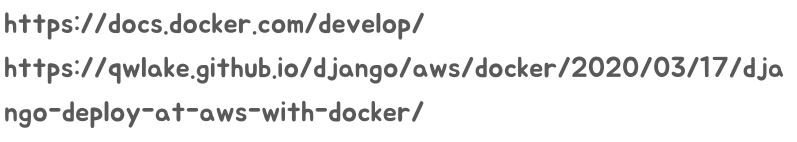 https://docs.docker.com/develop/
https://qwlake.github.io/django/aws/docker/2020/03/17/dja
ngo-deploy-at-aws-with-docker/